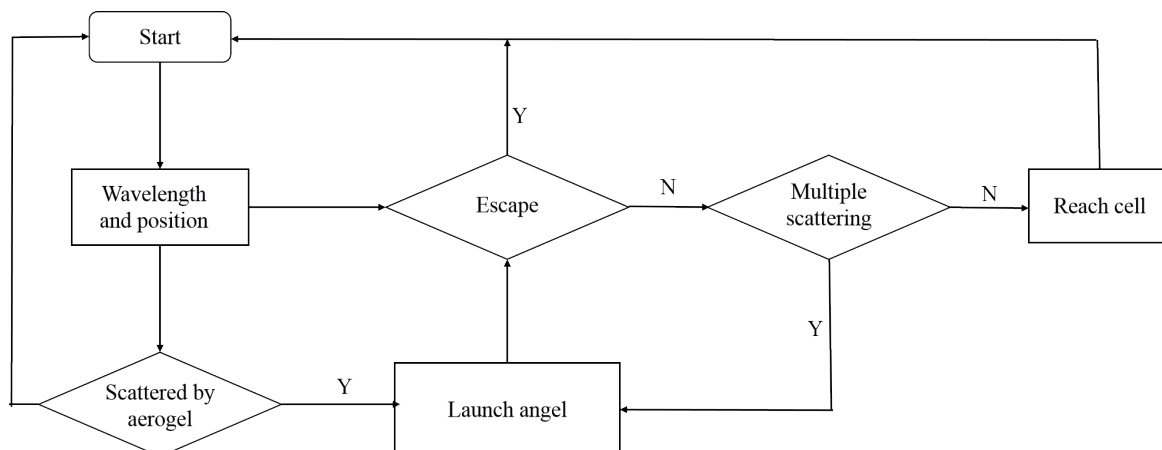 Start
Y
Wavelength
and position
Escape
N
Multiple
scattering
N
Reach cell
Y
Scattered by
aerogel
Y
Launch angel